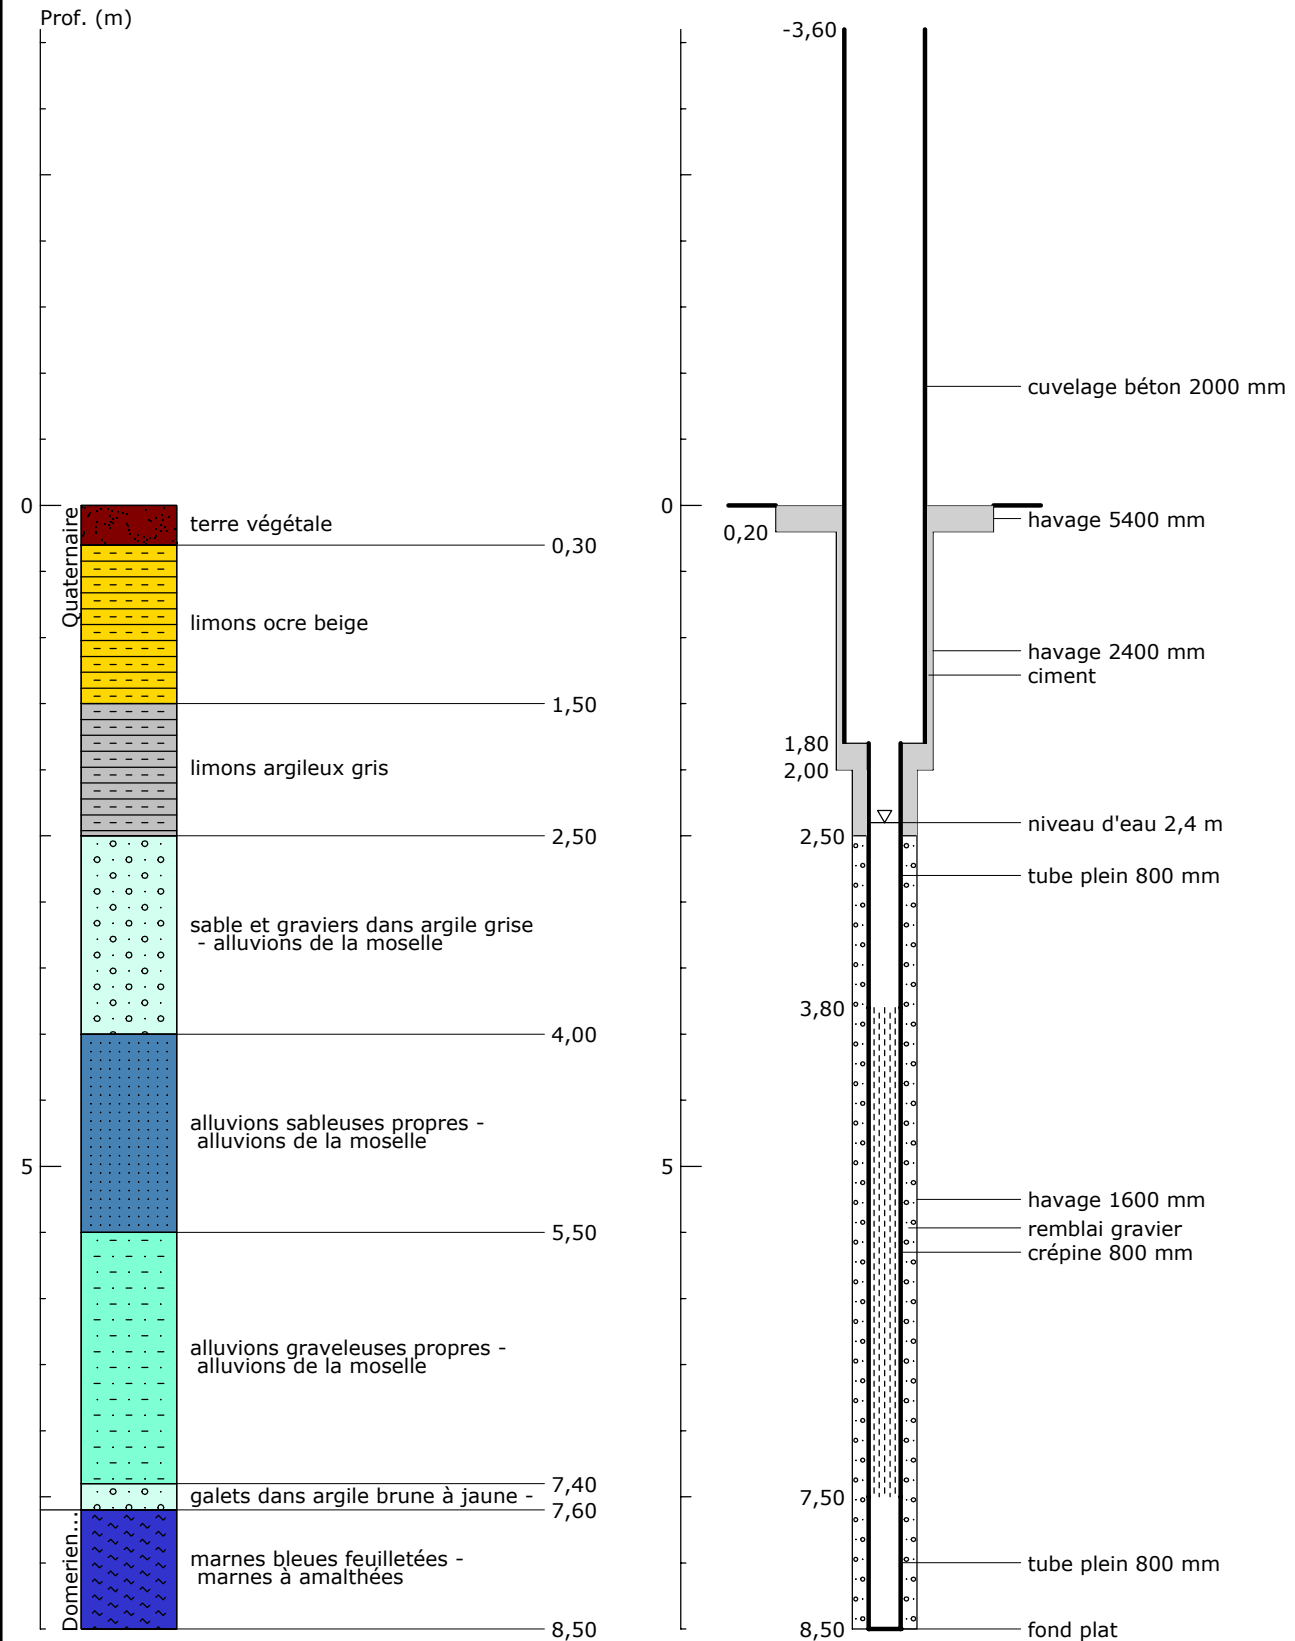 Prof. (m)
0
5
Quaternaire
Domerien...
terre végétale
0,30
limons ocre beige
1,50
limons argileux gris
2,50
sable et graviers dans argile grise
- alluvions de la moselle
4,00
alluvions sableuses propres -
alluvions de la moselle
5,50
alluvions graveleuses propres -
alluvions de la moselle
7,40
galets dans argile brune à jaune -
7,60
marnes bleues feuilletées -
marnes à amalthées
8,50
0
5
-3,60
cuvelage béton 2000 mm
havage 5400 mm
0,20
havage 2400 mm
ciment
1,80
2,00
niveau d'eau 2,4 m
2,50
tube plein 800 mm
3,80
havage 1600 mm
remblai gravier
crépine 800 mm
7,50
tube plein 800 mm
8,50
fond plat